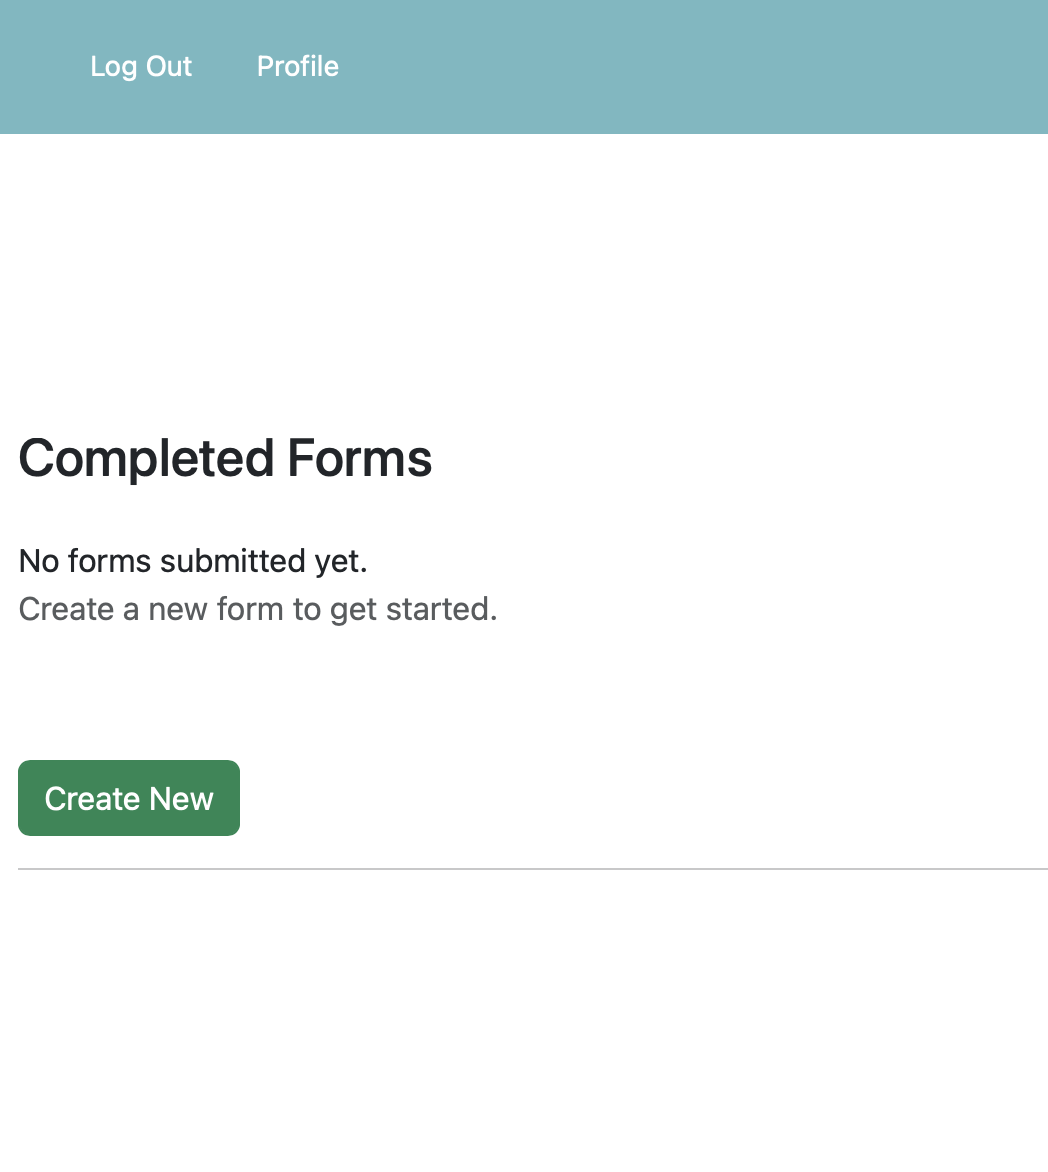 Log Out Profile
Completed Forms
No forms submitted yet.
Create a new form to get started.
Create New